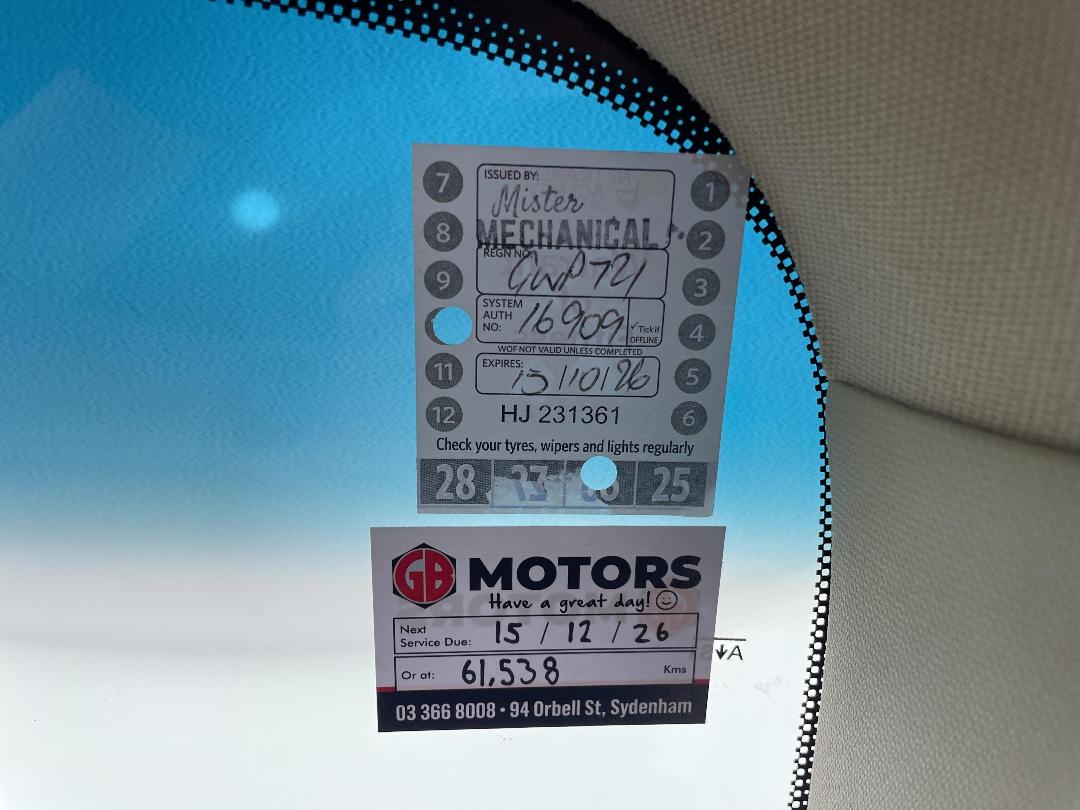 ISSUED BY:
Mister
MECHANICAL
REGN NO:
GWP721
SYSTEM AUTH NO: 16909
✓ Tick if OFFLINE
WOF NOT VALID UNLESS COMPLETED
EXPIRES: 15/10/26
HJ 231361
Check your tyres, wipers and lights regularly
7
8
9
11
12
1
2
3
4
5
6
28 27 25
GB MOTORS
Have a great day!
Next Service Due: 15 / 12 / 26
Or at: 61,538 Kms
03 366 8008 • 94 Orbell St, Sydenham
A